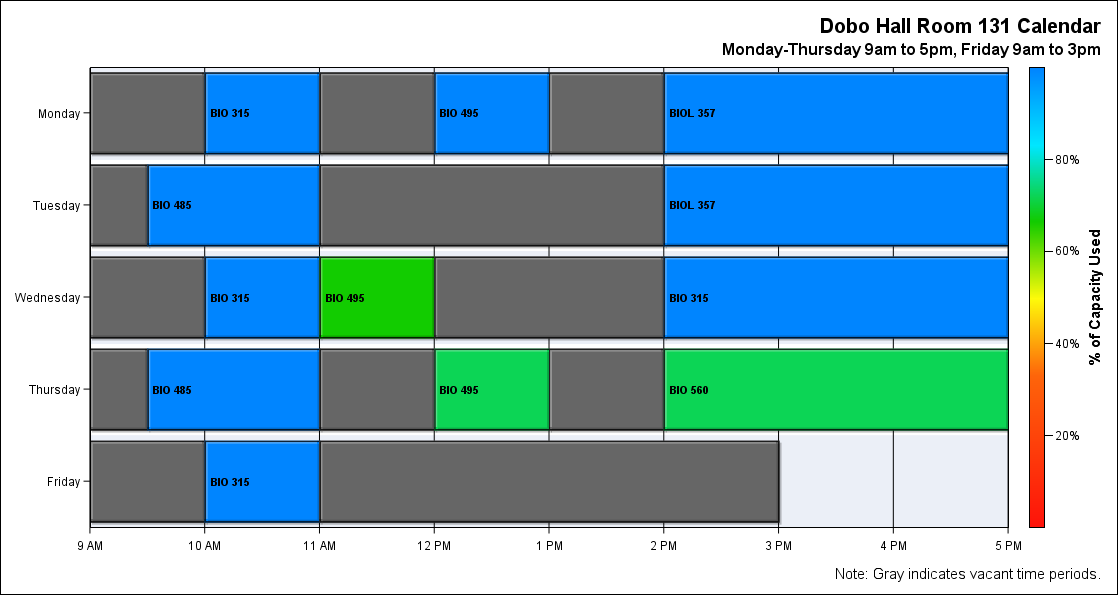 Dobo Hall Room 131 Calendar
Monday-Thursday 9am to 5pm, Friday 9am to 3pm
Monday
BIO 315
BIO 495
BIOL 357
Tuesday
BIO 485
BIOL 357
Wednesday
BIO 315
BIO 495
BIO 315
Thursday
BIO 485
BIO 495
BIO 560
Friday
BIO 315
9 AM
10 AM
11 AM
12 PM
1 PM
2 PM
3 PM
4 PM
5 PM
80%
60%
40%
20%
% of Capacity Used
Note: Gray indicates vacant time periods.